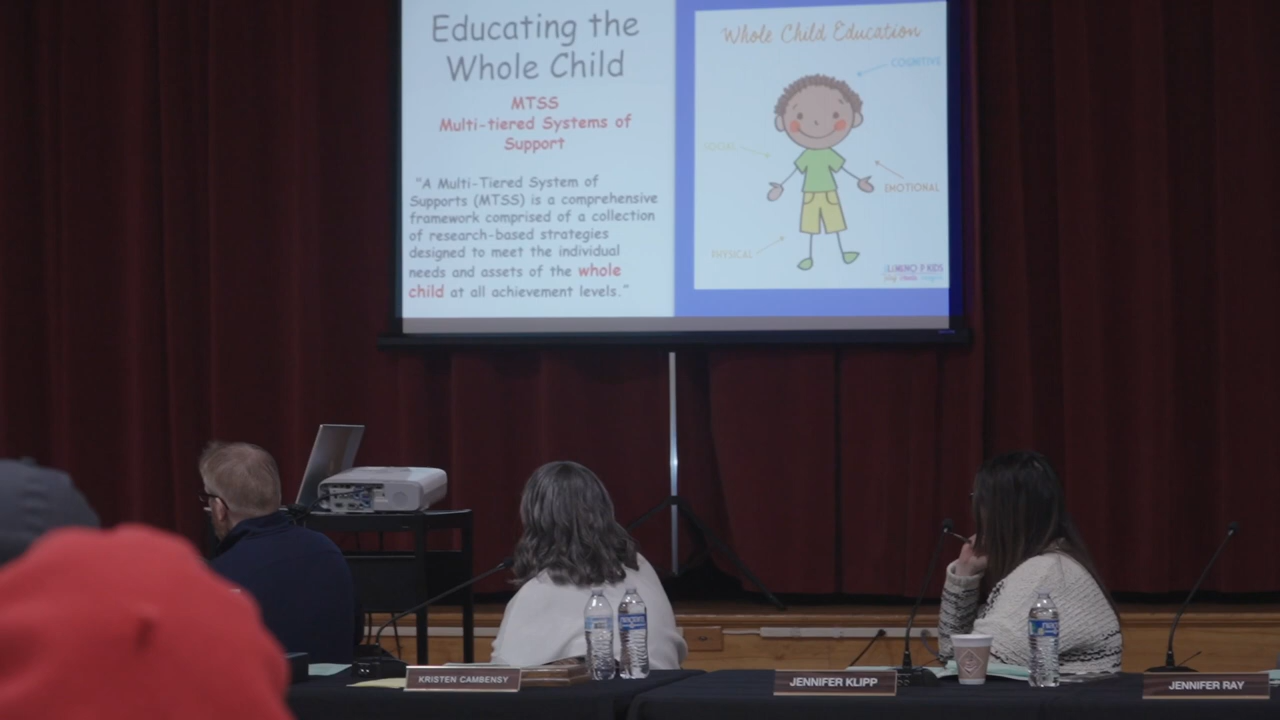 Educating the
Whole Child
MTSS
Multi-tiered Systems of
Support
"A Multi-Tiered System of
Supports (MTSS) is a comprehensive
framework comprised of a collection
of research-based strategies
designed to meet the individual
needs and assets of the whole
child at all achievement levels."
Whole Child Education
COGNITIVE
SOCIAL
EMOTIONAL
PHYSICAL
KRISTEN CAMBENSY
JENNIFER KLIPP
JENNIFER RAY